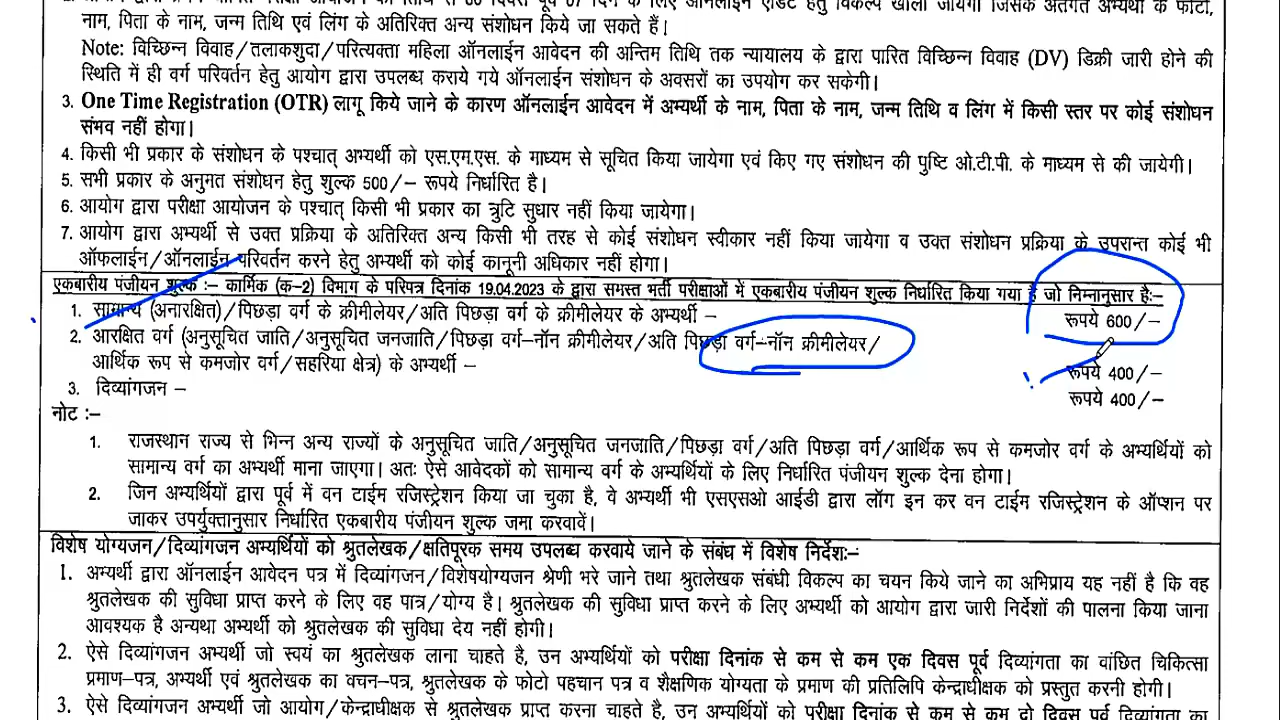 नाम, पिता के नाम, जन्म तिथि एवं लिंग के अतिरिक्त अन्य संशोधन किये जा सकते हैं।
Note: विच्छिन्न विवाह/तलाकशुदा/परित्यक्ता महिला ऑनलाईन आवेदन की अन्तिम तिथि तक न्यायालय के द्वारा पारित विच्छिन्न विवाह (DV) डिक्री जारी होने की
स्थिति में ही वर्ग परिवर्तन हेतु आयोग द्वारा उपलब्ध कराये गये ऑनलाईन संशोधन के अवसरों का उपयोग कर सकेगी।
3. One Time Registration (OTR) लागू किये जाने के कारण ऑनलाईन आवेदन में अभ्यर्थी के नाम, पिता के नाम, जन्म तिथि व लिंग में किसी स्तर पर कोई संशोधन
संभव नहीं होगा।
4. किसी भी प्रकार के संशोधन के पश्चात् अभ्यर्थी को एस.एम.एस. के माध्यम से सूचित किया जायेगा एवं किए गए संशोधन की पुष्टि ओ.टी.पी. के माध्यम से की जायेगी।
5. सभी प्रकार के अनुमत संशोधन हेतु शुल्क 500/– रूपये निर्धारित है।
6. आयोग द्वारा परीक्षा आयोजन के पश्चात् किसी भी प्रकार का त्रुटि सुधार नहीं किया जायेगा।
7. आयोग द्वारा अभ्यर्थी से उक्त प्रक्रिया के अतिरिक्त अन्य किसी भी तरह से कोई संशोधन स्वीकार नहीं किया जायेगा व उक्त संशोधन प्रक्रिया के उपरान्त कोई भी
ऑफलाईन/ऑनलाईन परिवर्तन करने हेतु अभ्यर्थी को कोई कानूनी अधिकार नहीं होगा।
एकबारीय पंजीयन शुल्क :– कार्मिक (क-2) विभाग के परिपत्र दिनांक 19.04.2023 के द्वारा समस्त भर्ती परीक्षाओं में एकबारीय पंजीयन शुल्क निर्धारित किया गया है जो निम्नानुसार है:–
1. सामान्य (अनारक्षित)/पिछड़ा वर्ग के क्रीमीलेयर/अति पिछड़ा वर्ग के क्रीमीलेयर के अभ्यर्थी – रूपये 600/–
2. आरक्षित वर्ग (अनुसूचित जाति/अनुसूचित जनजाति/पिछड़ा वर्ग–नॉन क्रीमीलेयर/अति पिछड़ा वर्ग–नॉन क्रीमीलेयर/
आर्थिक रूप से कमजोर वर्ग/सहरिया क्षेत्र) के अभ्यर्थी – रूपये 400/–
3. दिव्यांगजन – रूपये 400/–
नोट :–
1. राजस्थान राज्य से भिन्न अन्य राज्यों के अनुसूचित जाति/अनुसूचित जनजाति/पिछड़ा वर्ग/अति पिछड़ा वर्ग/आर्थिक रूप से कमजोर वर्ग के अभ्यर्थियों को
सामान्य वर्ग का अभ्यर्थी माना जाएगा। अतः ऐसे आवेदकों को सामान्य वर्ग के अभ्यर्थियों के लिए निर्धारित पंजीयन शुल्क देना होगा।
2. जिन अभ्यर्थियों द्वारा पूर्व में वन टाईम रजिस्ट्रेशन किया जा चुका है, वे अभ्यर्थी भी एसएसओ आईडी द्वारा लॉग इन कर वन टाईम रजिस्ट्रेशन के ऑप्शन पर
जाकर उपर्युक्तानुसार निर्धारित एकबारीय पंजीयन शुल्क जमा करवावें।
विशेष योग्यजन/दिव्यांगजन अभ्यर्थियों को श्रुतलेखक/क्षतिपूरक समय उपलब्ध करवाये जाने के संबंध में विशेष निर्देश:–
1. अभ्यर्थी द्वारा ऑनलाईन आवेदन पत्र में दिव्यांगजन/विशेषयोग्यजन श्रेणी भरे जाने तथा श्रुतलेखक संबंधी विकल्प का चयन किये जाने का अभिप्राय यह नहीं है कि वह
श्रुतलेखक की सुविधा प्राप्त करने के लिए वह पात्र/योग्य है। श्रुतलेखक की सुविधा प्राप्त करने के लिए अभ्यर्थी को आयोग द्वारा जारी निर्देशों की पालना किया जाना
आवश्यक है अन्यथा अभ्यर्थी को श्रुतलेखक की सुविधा देय नहीं होगी।
2. ऐसे दिव्यांगजन अभ्यर्थी जो स्वयं का श्रुतलेखक लाना चाहते है, उन अभ्यर्थियों को परीक्षा दिनांक से कम से कम एक दिवस पूर्व दिव्यांगता का वांछित चिकित्सा
प्रमाण–पत्र, अभ्यर्थी एवं श्रुतलेखक का वचन–पत्र, श्रुतलेखक के फोटो पहचान पत्र व शैक्षणिक योग्यता के प्रमाण की प्रतिलिपि केन्द्राधीक्षक को प्रस्तुत करनी होगी।
3. ऐसे दिव्यांगजन अभ्यर्थी जो आयोग/केन्द्राधीक्षक से श्रुतलेखक प्राप्त करना चाहते है, उन अभ्यर्थियों को परीक्षा दिनांक से कम से कम दो दिवस पूर्व दिव्यांगता का